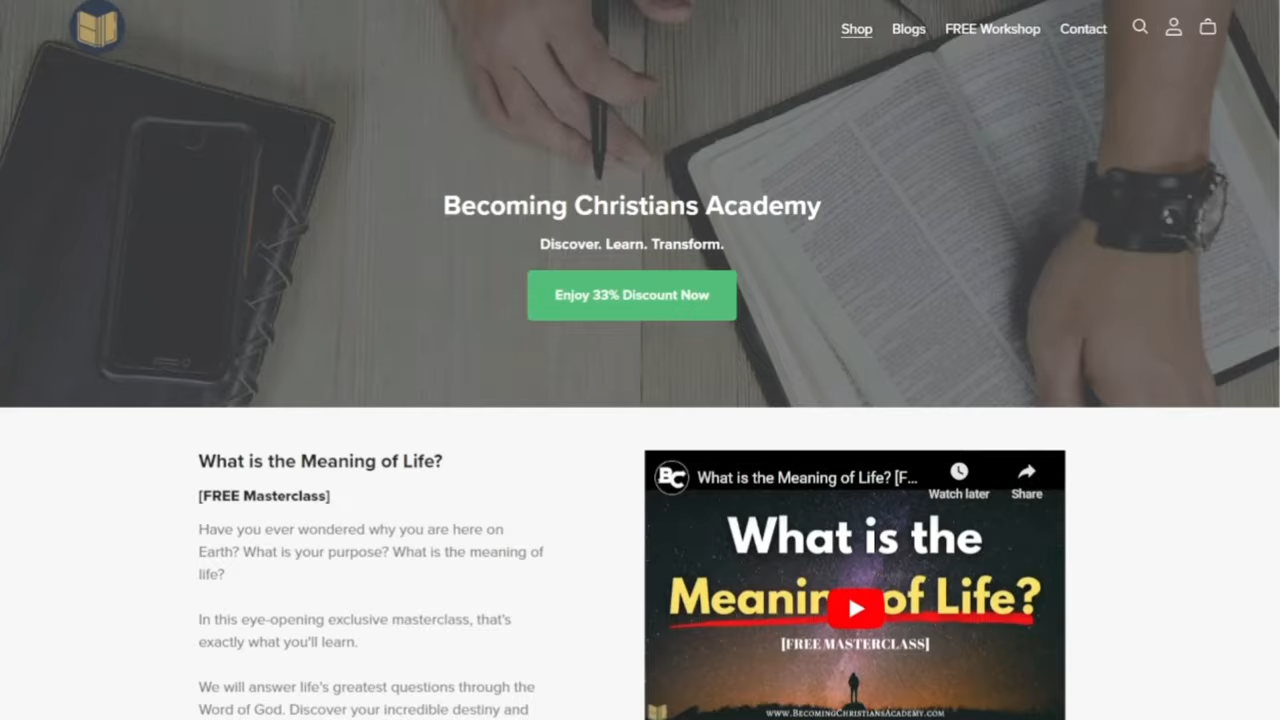 Shop Blogs FREE Workshop Contact
Becoming Christians Academy
Discover. Learn. Transform.
Enjoy 33% Discount Now
What is the Meaning of Life?
[FREE Masterclass]
Have you ever wondered why you are here on
Earth? What is your purpose? What is the meaning of
life?
In this eye-opening exclusive masterclass, that's
exactly what you'll learn.
We will answer life's greatest questions through the
Word of God. Discover your incredible destiny and
BC What is the Meaning of Life? [F...
Watch later Share
What is the
Meaning of Life?
[FREE MASTERCLASS]
www.BecomingChristiansAcademy.com